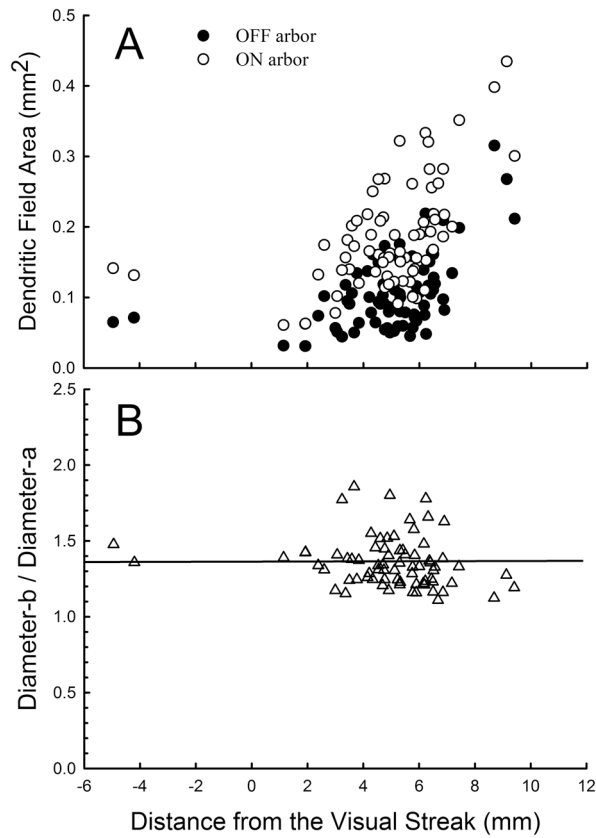 A
OFF arbor
ON arbor
Dendritic Field Area (mm²)
0.5
0.4
0.3
0.2
0.1
0.0
B
Diameter-b / Diameter-a
2.5
2.0
1.5
1.0
0.5
0.0
-6 -4 -2 0 2 4 6 8 10 12
Distance from the Visual Streak (mm)